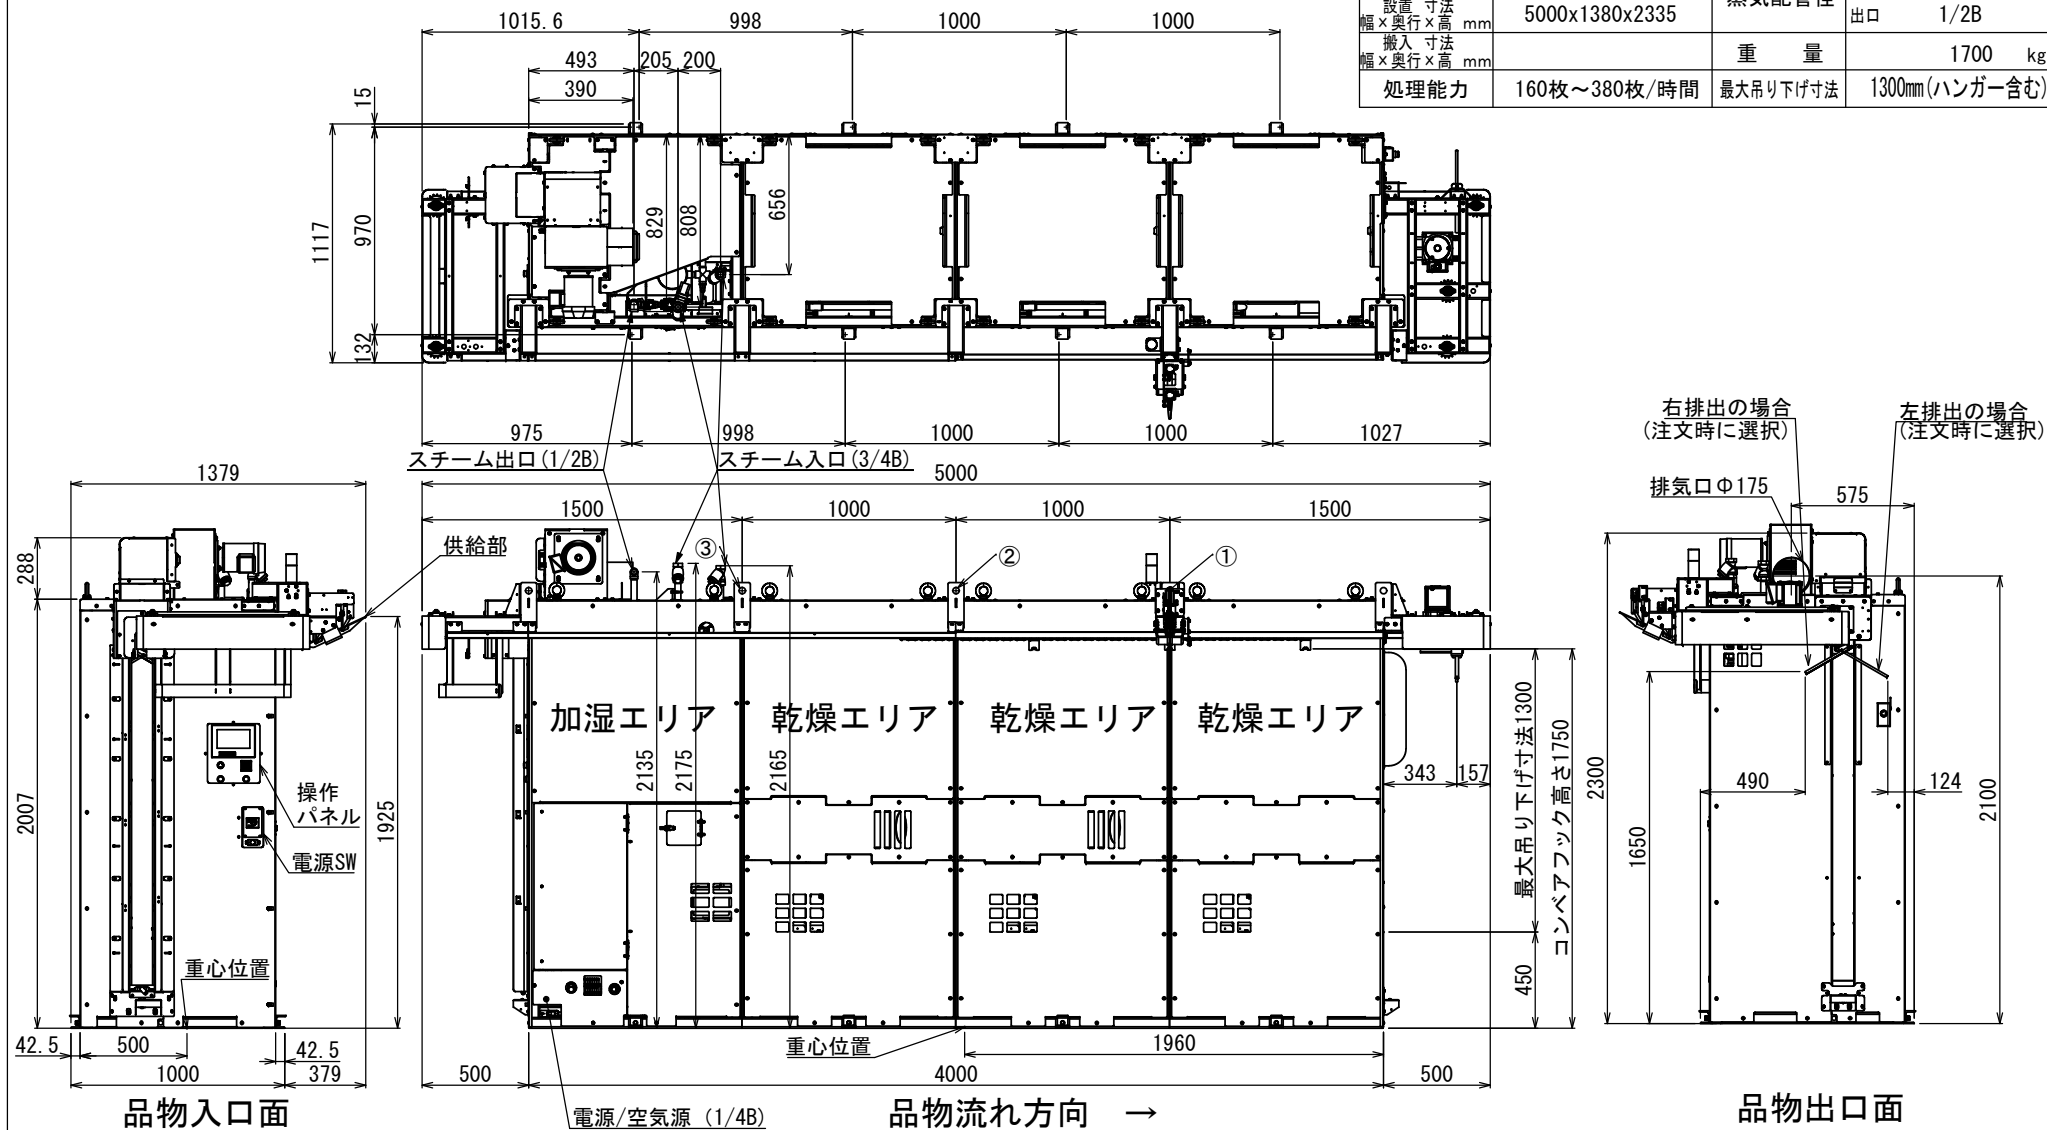 設置 寸法
幅×奥行×高 mm
5000x1380x2335
出口 1/2B
搬入 寸法
幅×奥行×高 mm
重 量
1700 kg
処理能力
160枚～380枚/時間
最大吊り下げ寸法
1300mm(ハンガー含む)
1015.6
998
1000
1000
493
205
200
390
15
1117
970
132
829
808
656
975
998
1000
1000
1027
スチーム出口(1/2B)
スチーム入口(3/4B)
5000
1500
1000
1000
1500
③
②
①
1379
供給部
288
2007
1925
操作
パネル
電源SW
重心位置
42.5
500
42.5
1000
379
品物入口面
加湿エリア
乾燥エリア
乾燥エリア
乾燥エリア
2135
2175
2165
343
157
最大吊り下げ寸法1300
コンベアフック高さ1750
450
重心位置
1960
500
4000
500
電源/空気源 (1/4B)
品物流れ方向 →
右排出の場合
(注文時に選択)
左排出の場合
(注文時に選択)
排気口Φ175
575
2300
1650
490
124
2100
品物出口面